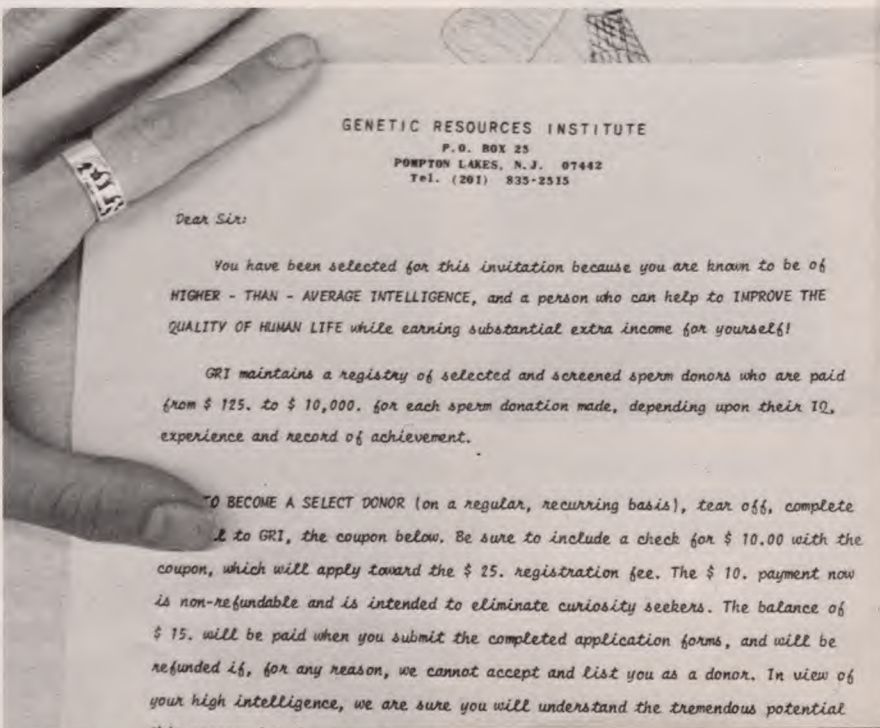 GENETIC RESOURCES INSTITUTE
P.O. BOX 25
POMPTON LAKES, N.J. 07442
Tel. (201) 835-2515
Dear Sir:
You have been selected for this invitation because you are known to be of
HIGHER - THAN - AVERAGE INTELLIGENCE, and a person who can help to IMPROVE THE
QUALITY OF HUMAN LIFE while earning substantial extra income for yourself!
GRI maintains a registry of selected and screened sperm donors who are paid
from $ 125. to $ 10,000. for each sperm donation made, depending upon their IQ,
experience and record of achievement.
TO BECOME A SELECT DONOR (on a regular, recurring basis), tear off, complete
to GRI, the coupon below. Be sure to include a check for $ 10.00 with the
coupon, which will apply toward the $ 25. registration fee. The $ 10. payment now
is non-refundable and is intended to eliminate curiosity seekers. The balance of
$ 15. will be paid when you submit the completed application forms, and will be
refunded if, for any reason, we cannot accept and list you as a donor. In view of
your high intelligence, we are sure you will understand the tremendous potential